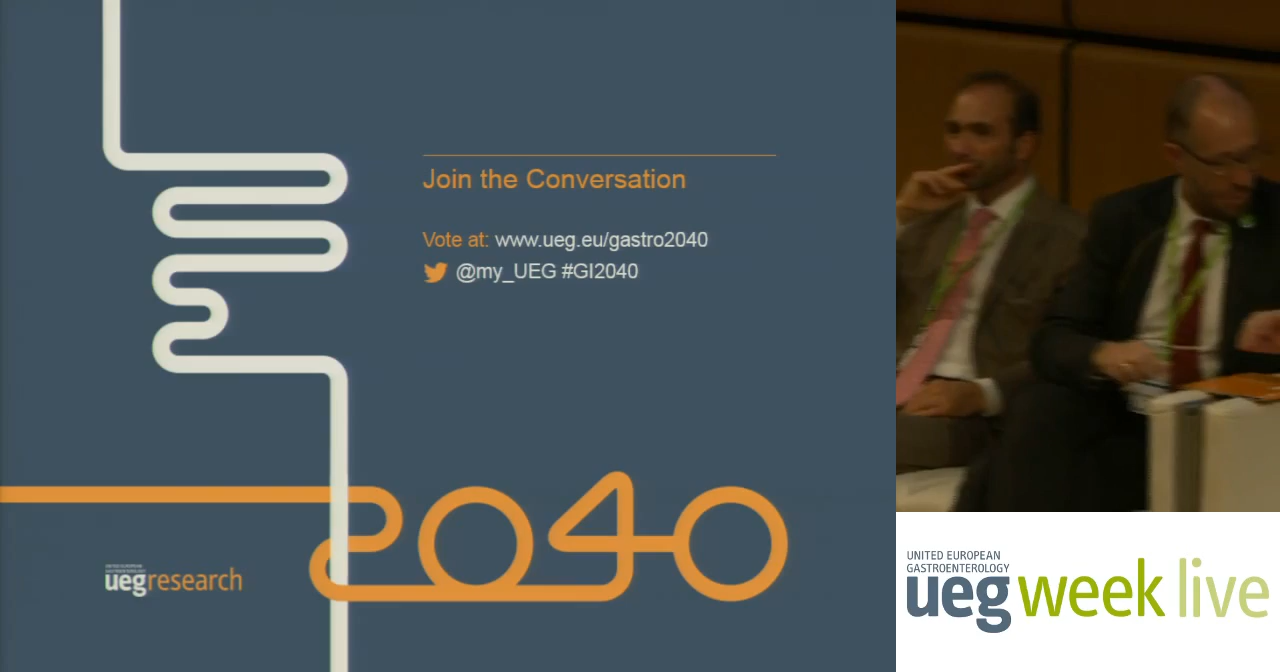 Join the Conversation
Vote at: www.ueg.eu/gastro2040
@my_UEG #GI2040
2040
uegresearch
UNITED EUROPEAN
GASTROENTEROLOGY
ueg week live